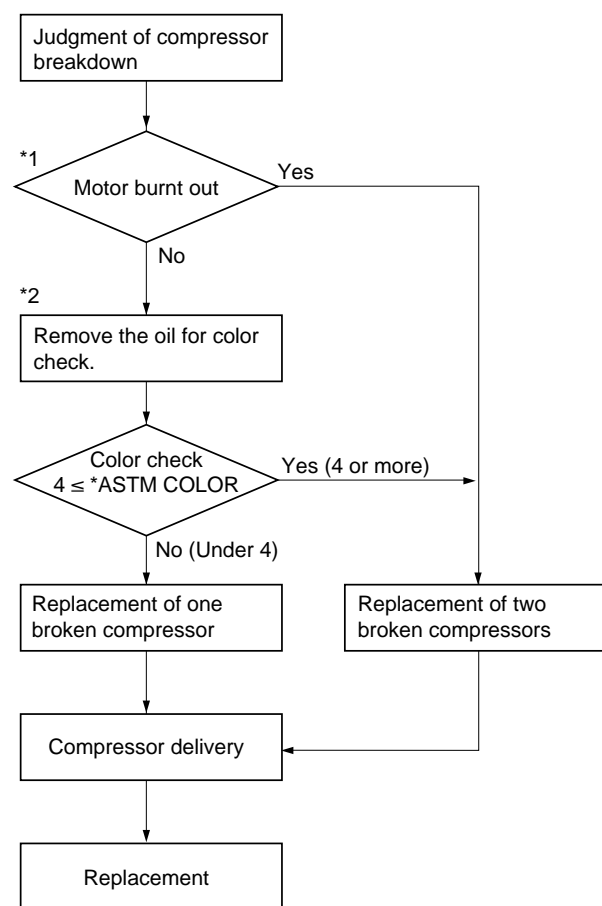 Judgment of compressor
breakdown
*1
Motor burnt out
Yes
No
*2
Remove the oil for color
check.
Color check
4 ≤ *ASTM COLOR
Yes (4 or more)
No (Under 4)
Replacement of one
broken compressor
Replacement of two
broken compressors
Compressor delivery
Replacement